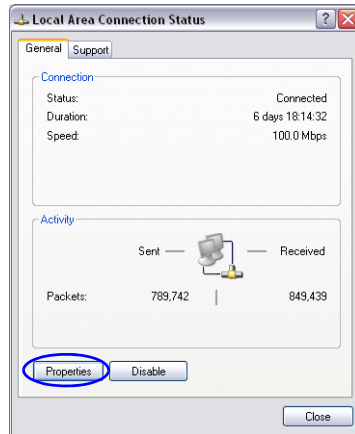 Local Area Connection Status
General Support
Connection
Status: Connected
Duration: 6 days 18:14:32
Speed: 100.0 Mbps
Activity
Sent — — Received
Packets: 789,742 | 849,439
Properties Disable
Close